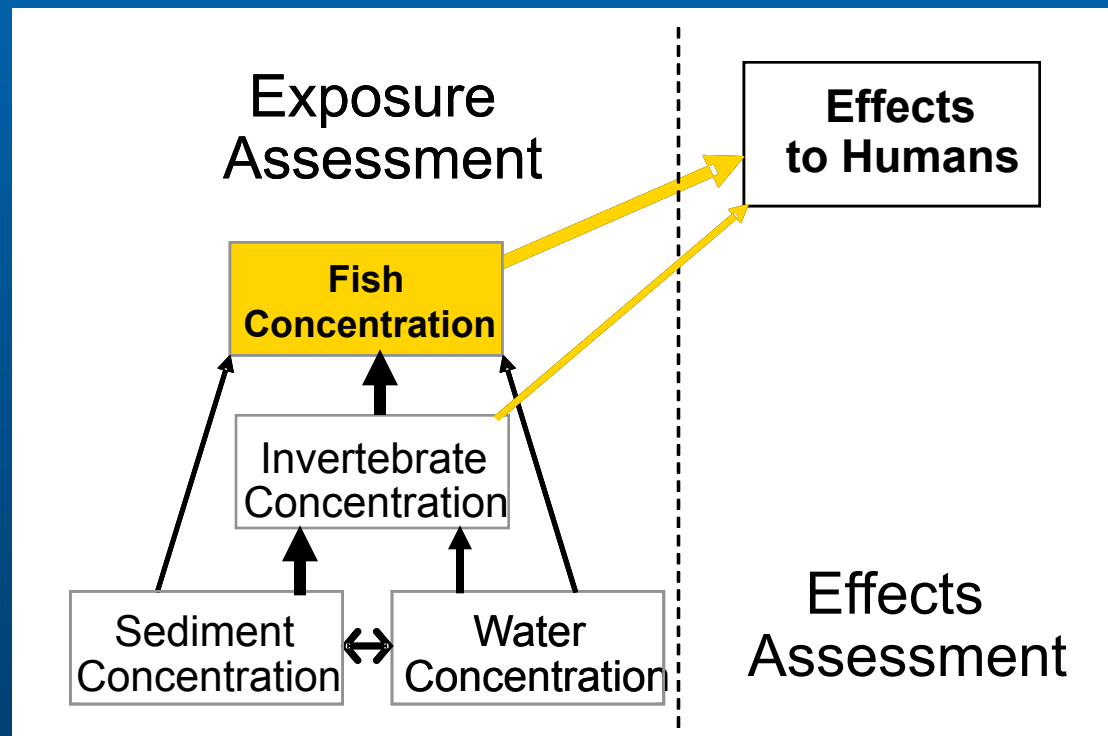 Exposure
Assessment
Effects
to Humans
Fish
Concentration
Invertebrate
Concentration
Sediment
Concentration
Water
Concentration
Effects
Assessment